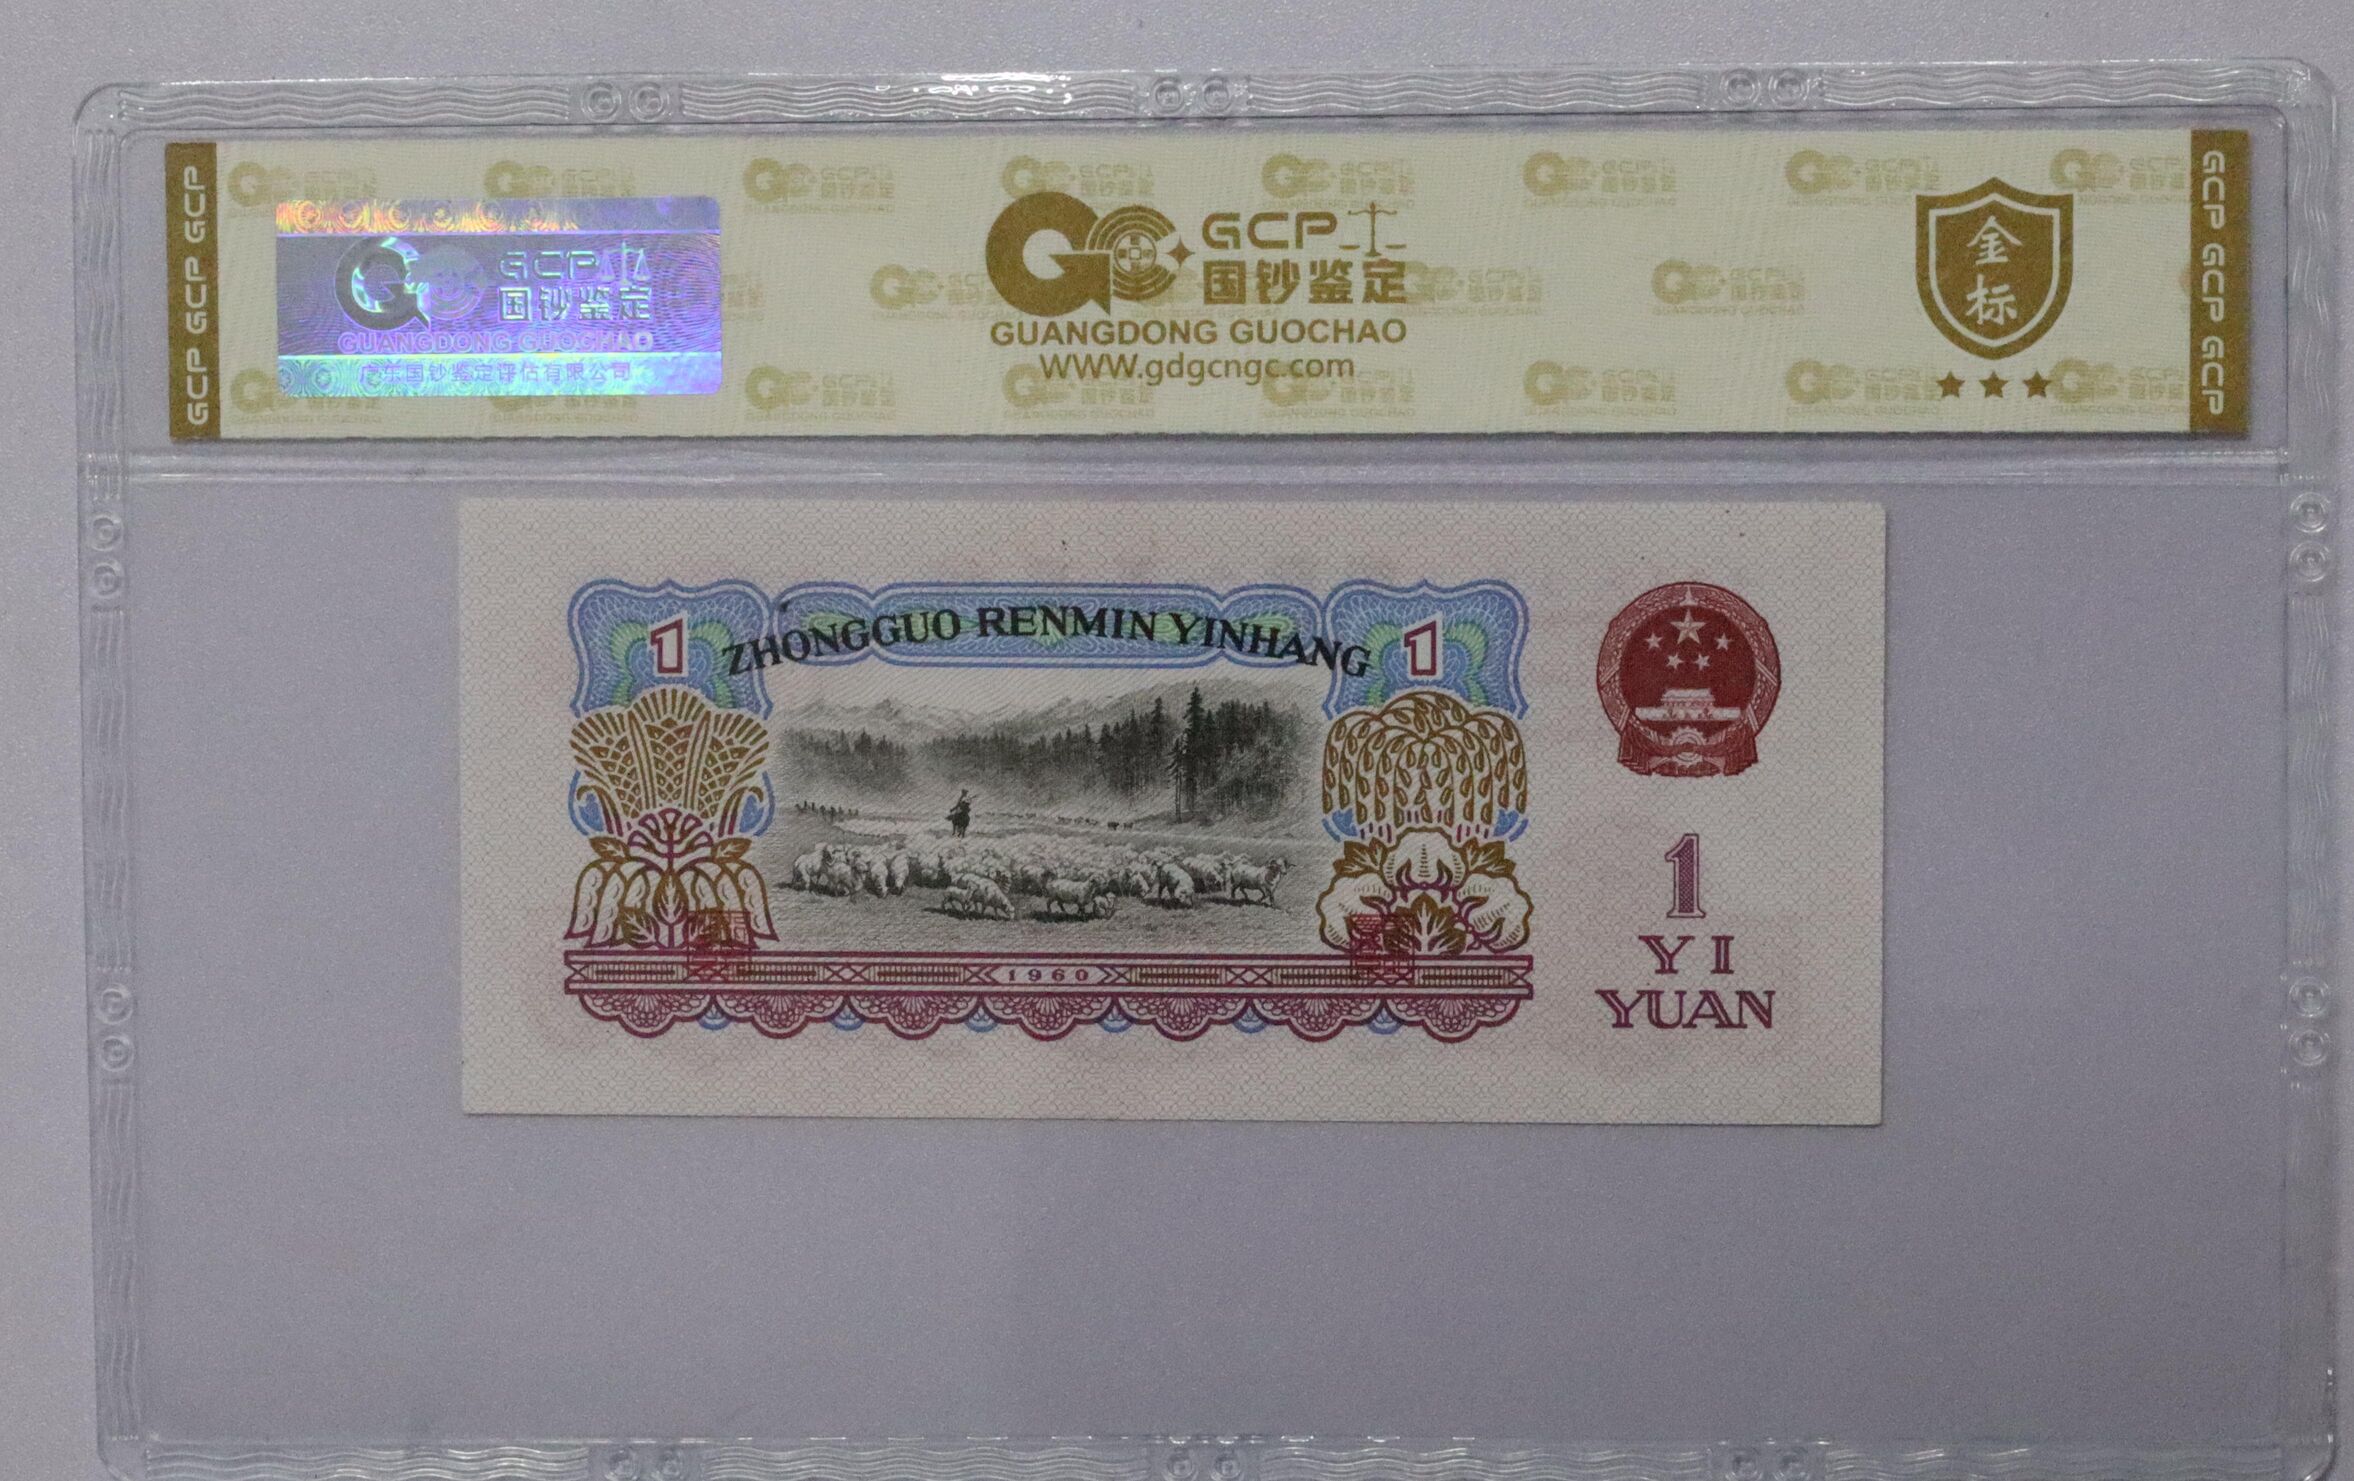 GCP GCP GCP
GCP
国钞鉴定
GUANGDONG GUOCHAO
广东国钞鉴定评估有限公司
GCP
国钞鉴定
GUANGDONG GUOCHAO
WWW.gdgcngc.com
金
标
GCP GCP GCP
1 ZHONGGUO RENMIN YINHANG 1
1960
1
YI
YUAN